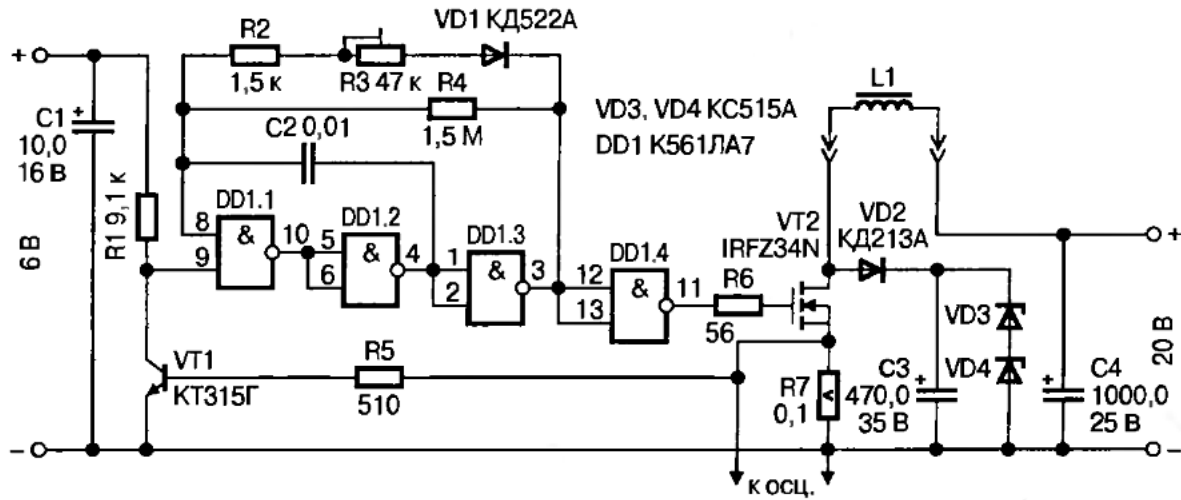 VD1 КД522А
R2
1,5 к
R3 47 к
R4
1,5 М
+
C1 +
10,0
16 В
C2 0,01
R1 9,1 к
6 В
VD3, VD4 КС515А
DD1 К561ЛА7
L1
DD1.1
8
&
9
10
DD1.2
5
&
6
4
DD1.3
1
&
2
3
DD1.4
12
&
13
11
R6
56
VT2
IRFZ34N
VD2
КД213А
+
VD3
VD4
20 В
VT1
КТ315Г
R5
510
R7
0,1
<
C3
470,0 +
35 В
C4
+ 1000,0
25 В
–
–
к осц.